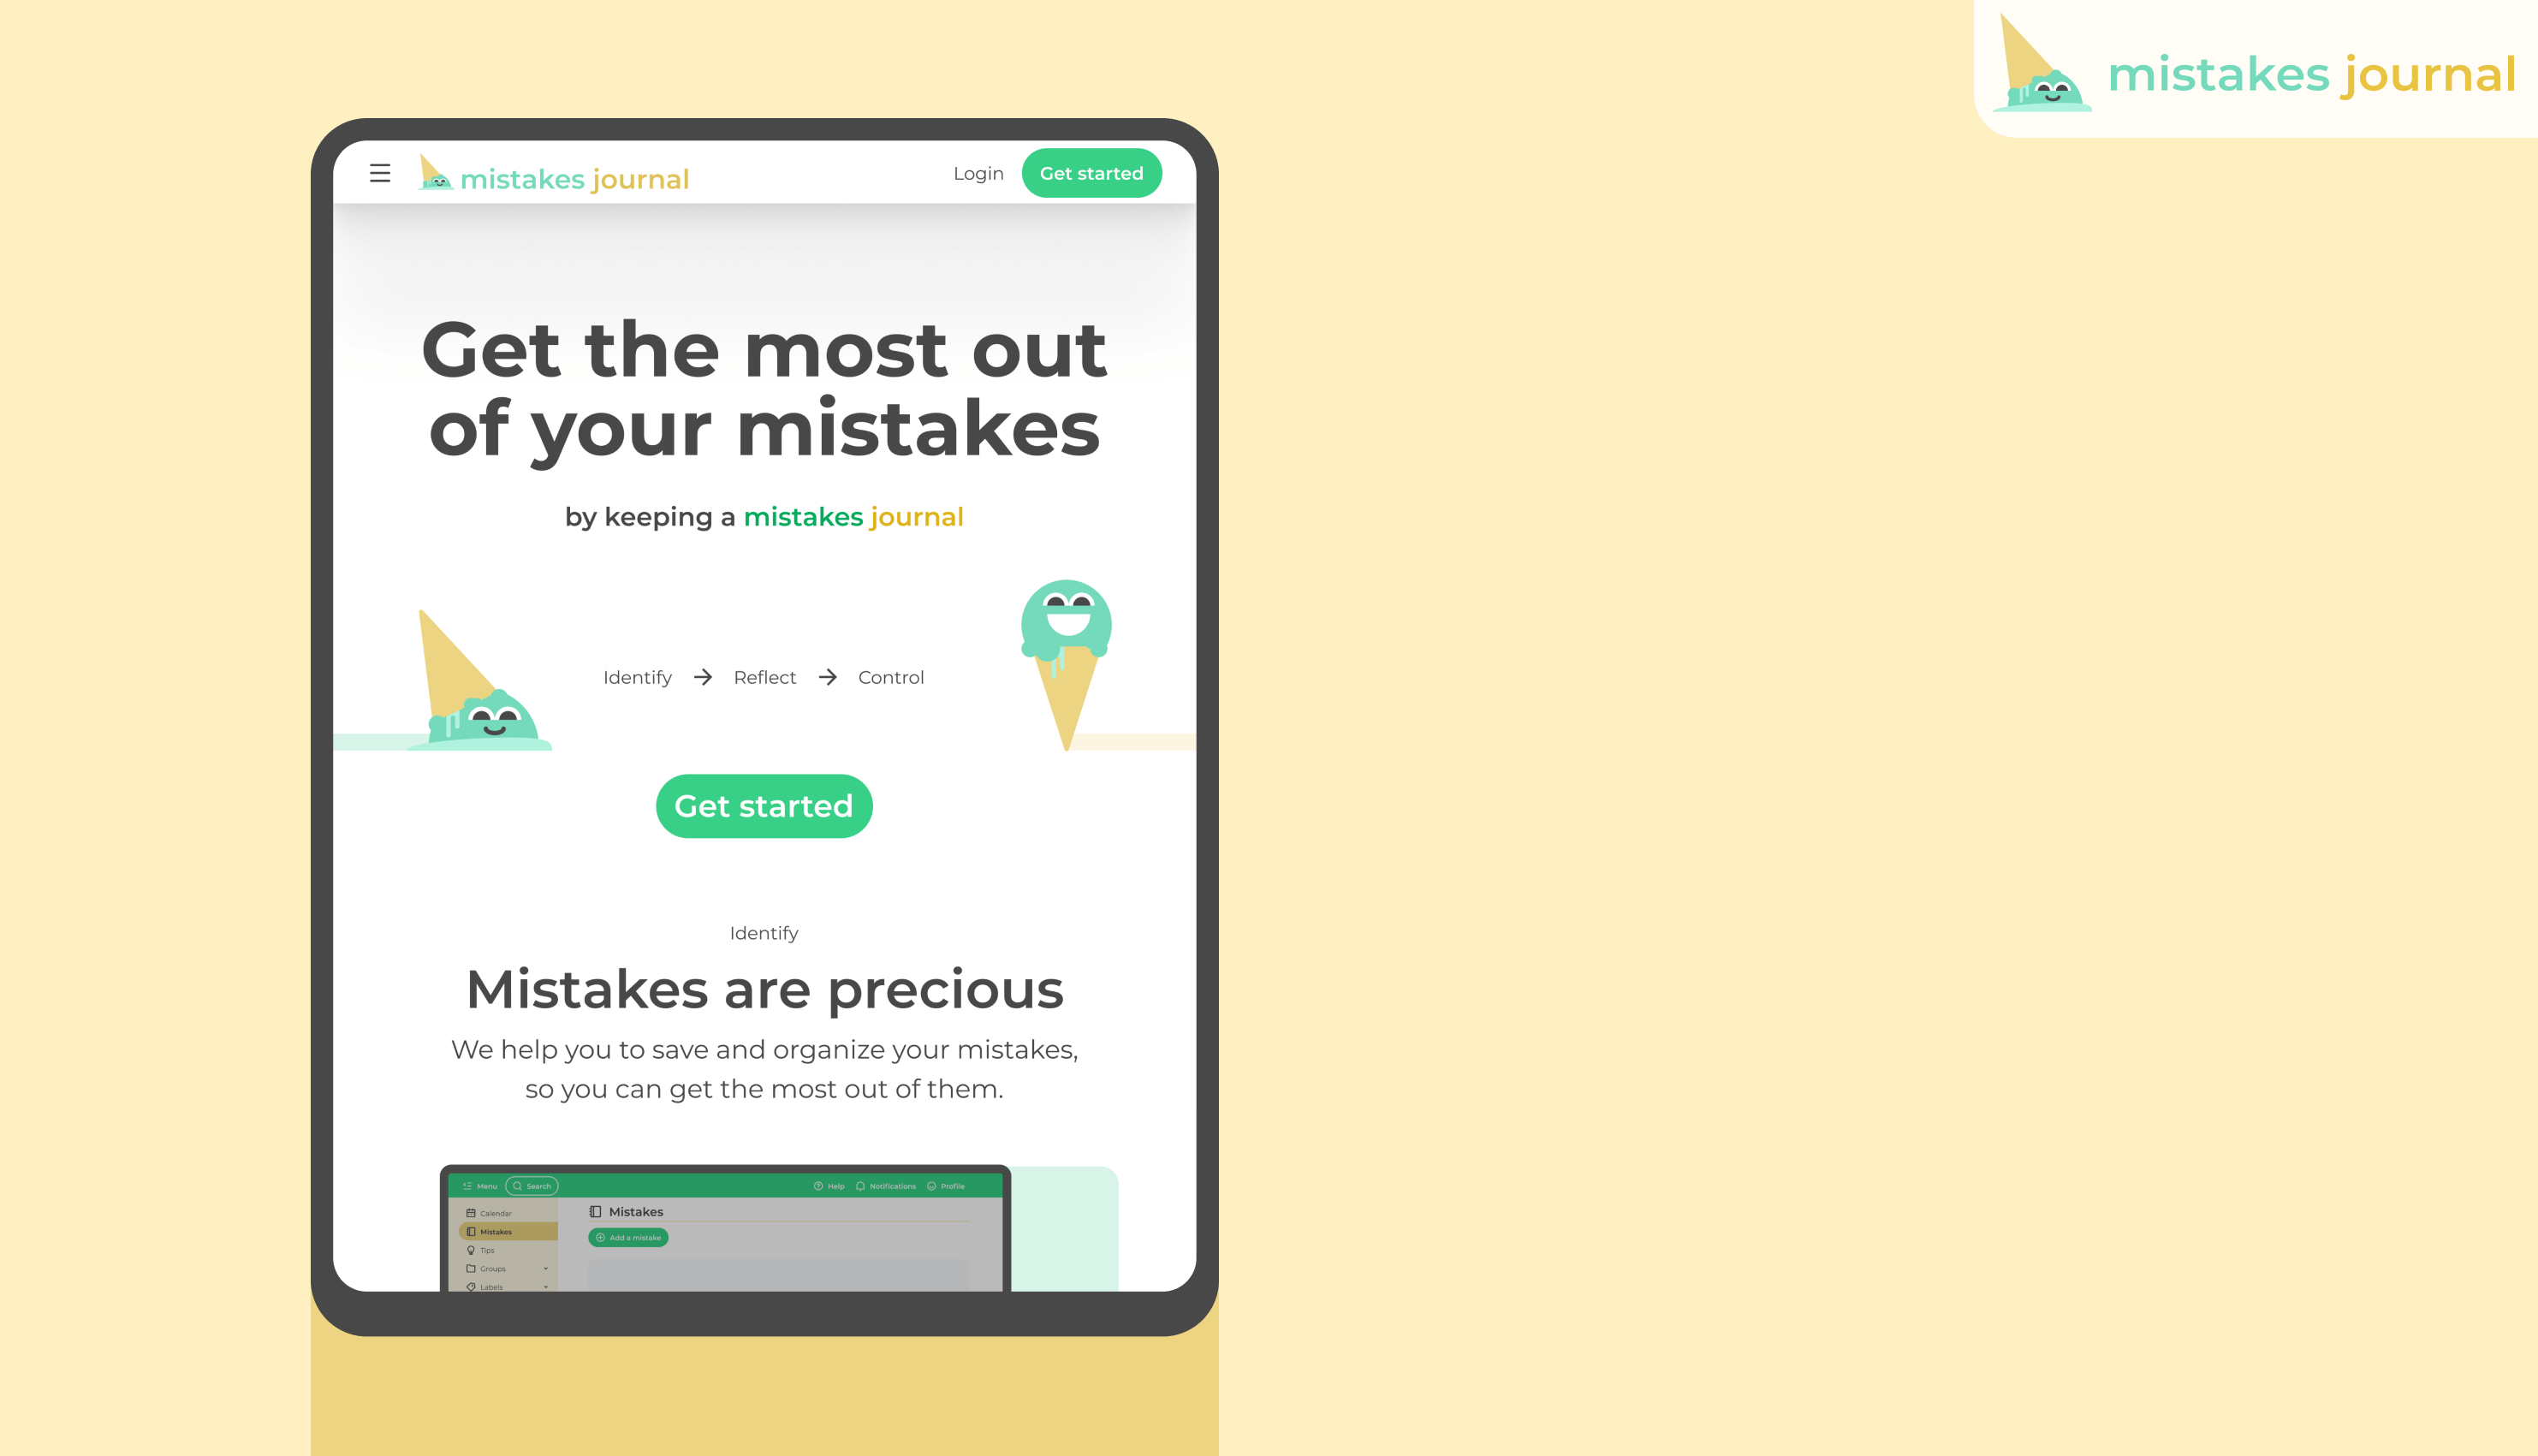 mistakes journal
mistakes journal
Login
Get started
Get the most out
of your mistakes
by keeping a mistakes journal
Identify → Reflect → Control
Get started
Identify
Mistakes are precious
We help you to save and organize your mistakes,
so you can get the most out of them.
Menu
Search
Help
Notifications
Profile
Calendar
Mistakes
Tips
Groups
Labels
Mistakes
Add a mistake